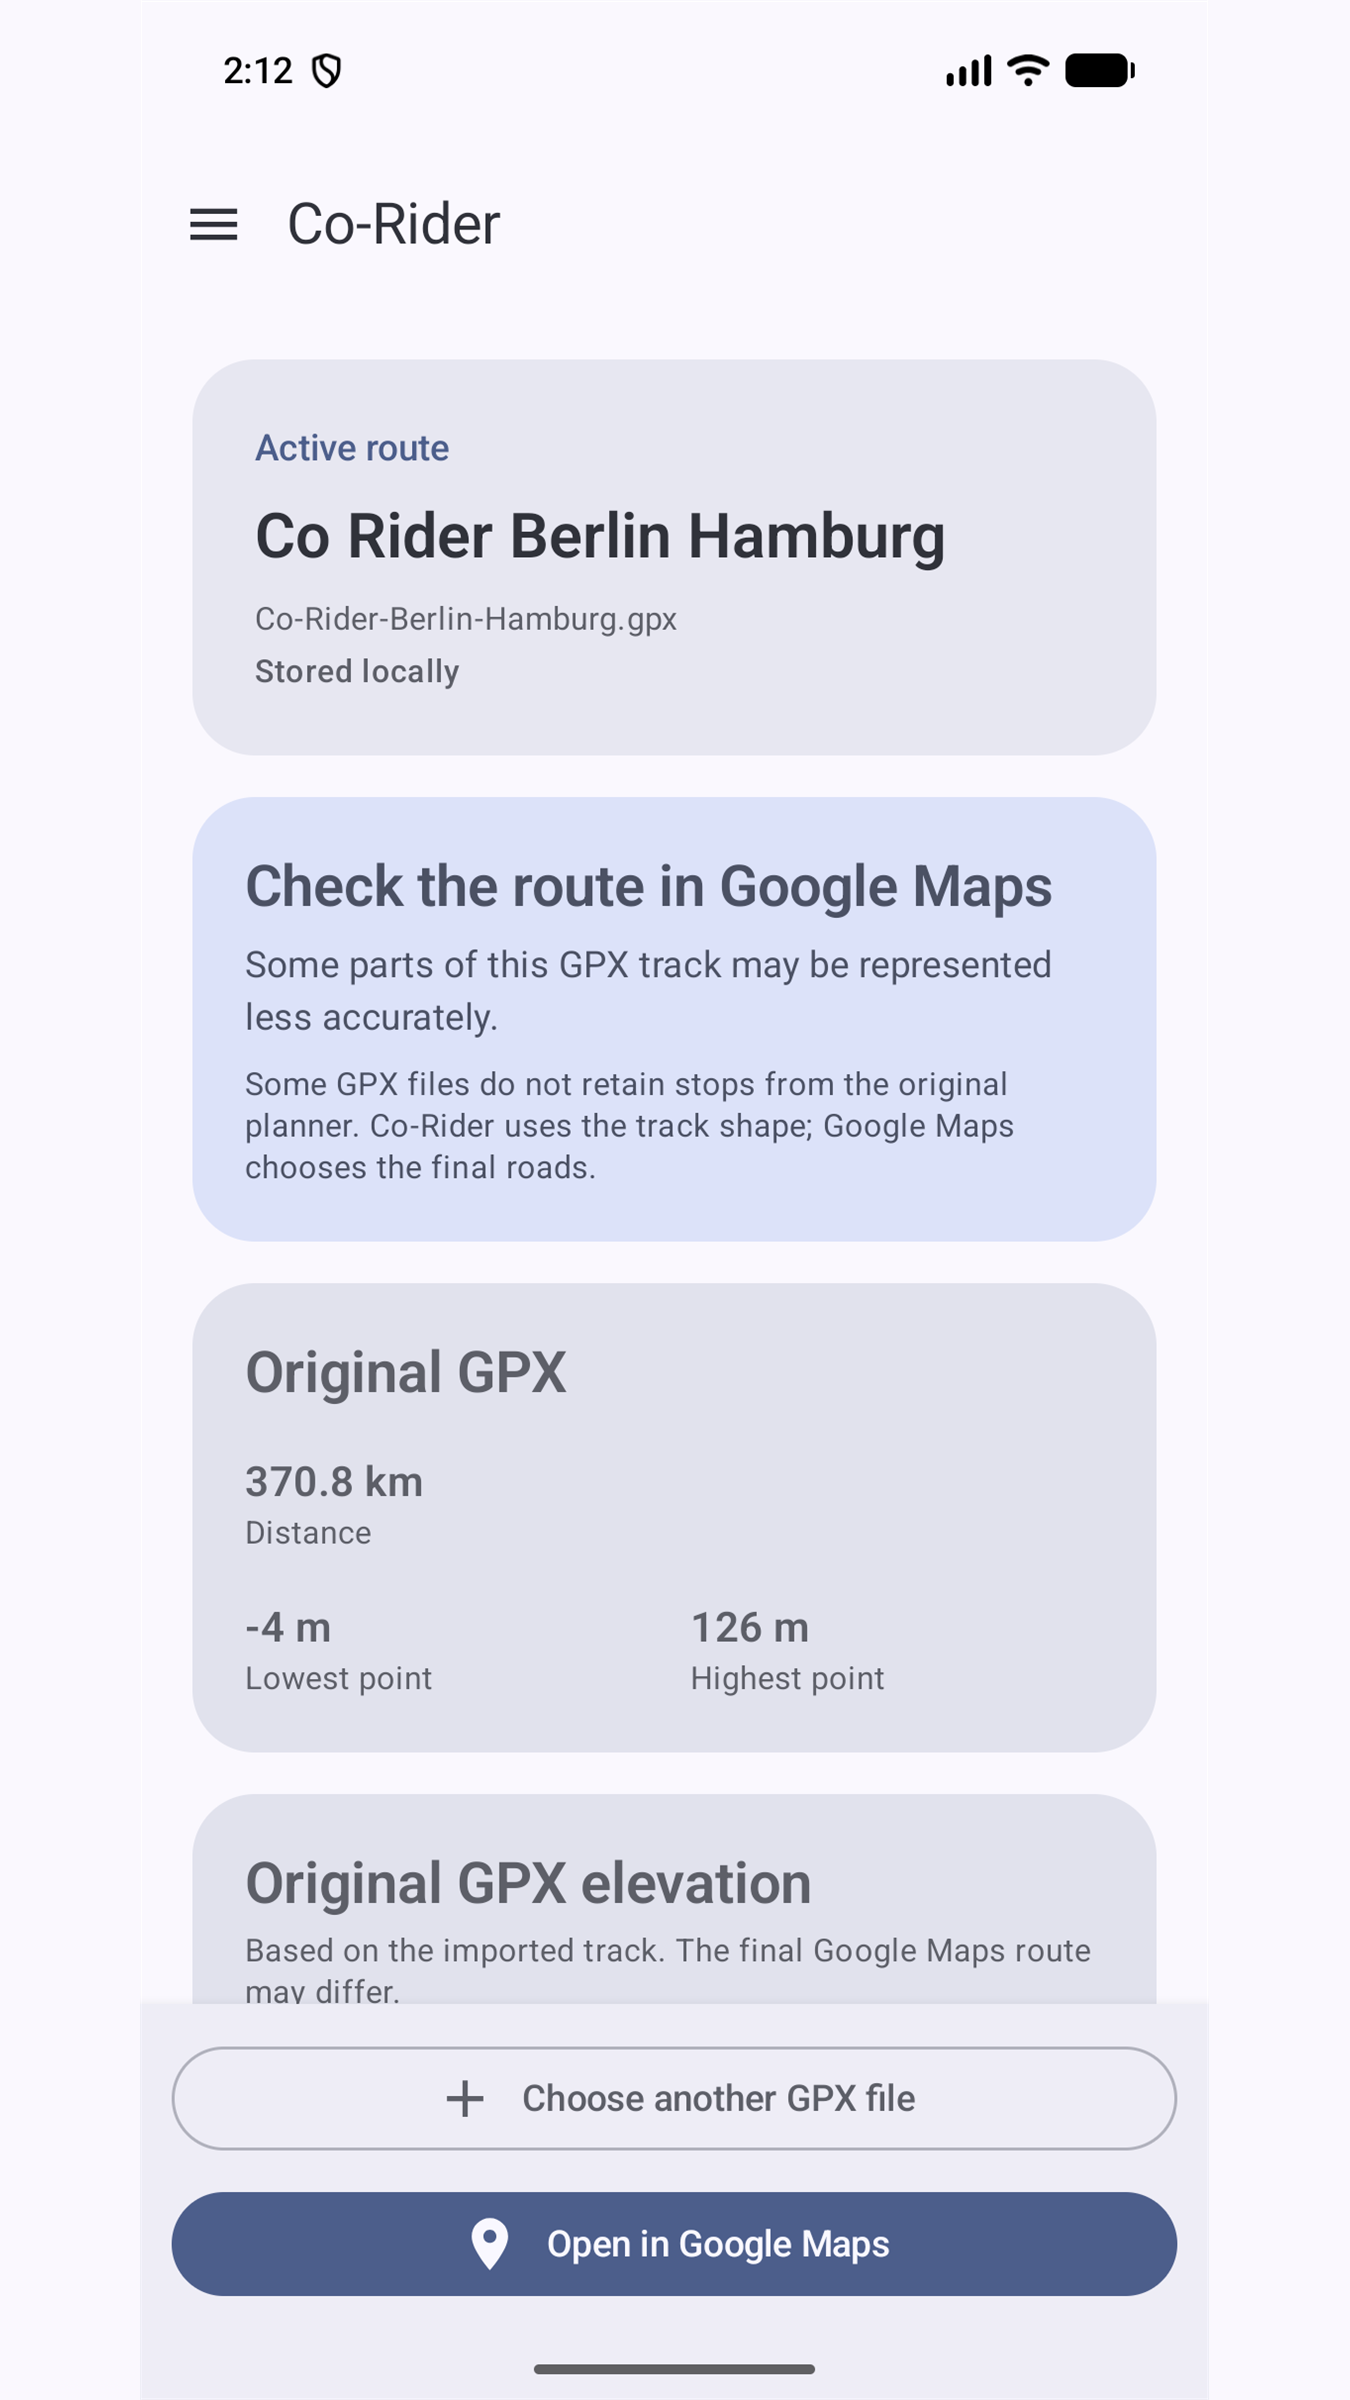 2:12
Co-Rider
Active route
Co Rider Berlin Hamburg
Co-Rider-Berlin-Hamburg.gpx
Stored locally
Check the route in Google Maps
Some parts of this GPX track may be represented
less accurately.
Some GPX files do not retain stops from the original
planner. Co-Rider uses the track shape; Google Maps
chooses the final roads.
Original GPX
370.8 km
Distance
-4 m
126 m
Lowest point
Highest point
Original GPX elevation
Based on the imported track. The final Google Maps route
may differ.
Choose another GPX file
Open in Google Maps